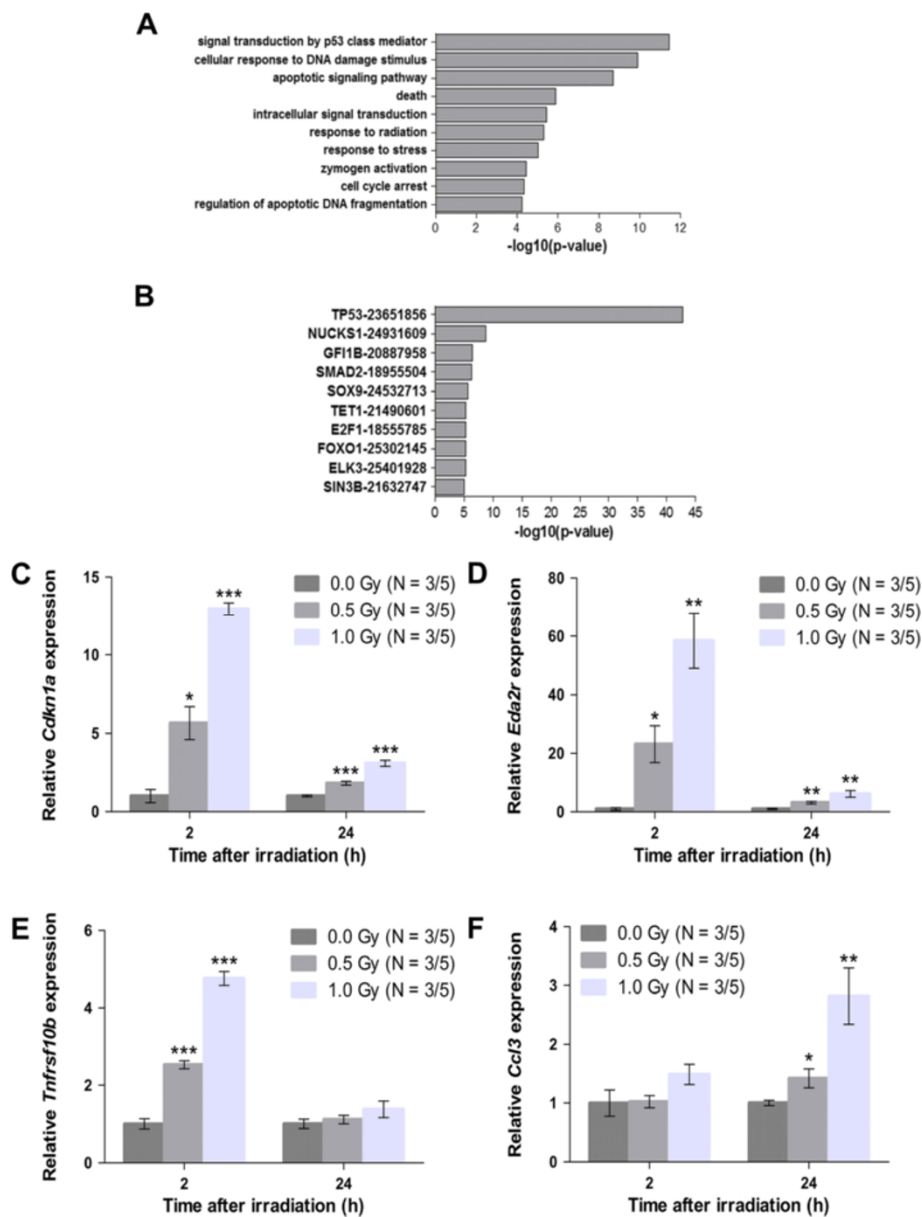 A
signal transduction by p53 class mediator
cellular response to DNA damage stimulus
apoptotic signaling pathway
death
intracellular signal transduction
response to radiation
response to stress
zymogen activation
cell cycle arrest
regulation of apoptotic DNA fragmentation
0 2 4 6 8 10 12
-log10(p-value)
B
TP53-23651856
NUCKS1-24931609
GFI1B-20887958
SMAD2-18955504
SOX9-24532713
TET1-21490601
E2F1-18555785
FOXO1-25302145
ELK3-25401928
SIN3B-21632747
0 5 10 15 20 25 30 35 40 45
-log10(p-value)
C
Relative Cdkn1a expression
15
10
5
0
0.0 Gy (N = 3/5)
0.5 Gy (N = 3/5)
1.0 Gy (N = 3/5)
*
***
***
***
2 24
Time after irradiation (h)
D
Relative Eda2r expression
80
60
40
20
0
0.0 Gy (N = 3/5)
0.5 Gy (N = 3/5)
1.0 Gy (N = 3/5)
*
**
**
**
2 24
Time after irradiation (h)
E
Relative Tnfrsf10b expression
6
4
2
0
0.0 Gy (N = 3/5)
0.5 Gy (N = 3/5)
1.0 Gy (N = 3/5)
***
***
2 24
Time after irradiation (h)
F
Relative Ccl3 expression
4
3
2
1
0
0.0 Gy (N = 3/5)
0.5 Gy (N = 3/5)
1.0 Gy (N = 3/5)
*
**
2 24
Time after irradiation (h)